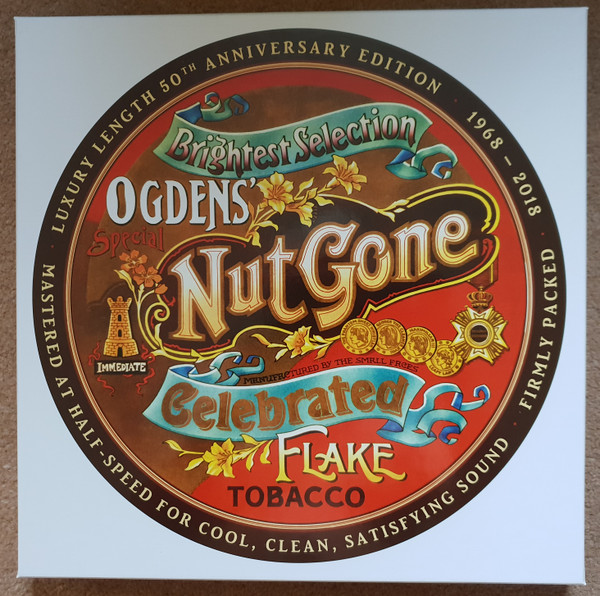 LUXURY LENGTH 50TH ANNIVERSARY EDITION · 1968 – 2018 · FIRMLY PACKED ·
MASTERED AT HALF-SPEED FOR COOL, CLEAN, SATISFYING SOUND ·
Brightest Selection
OGDENS'
Special
Nut Gone
IMMEDIATE
MANUFACTURED BY THE SMALL FACES
Celebrated
FLAKE
TOBACCO